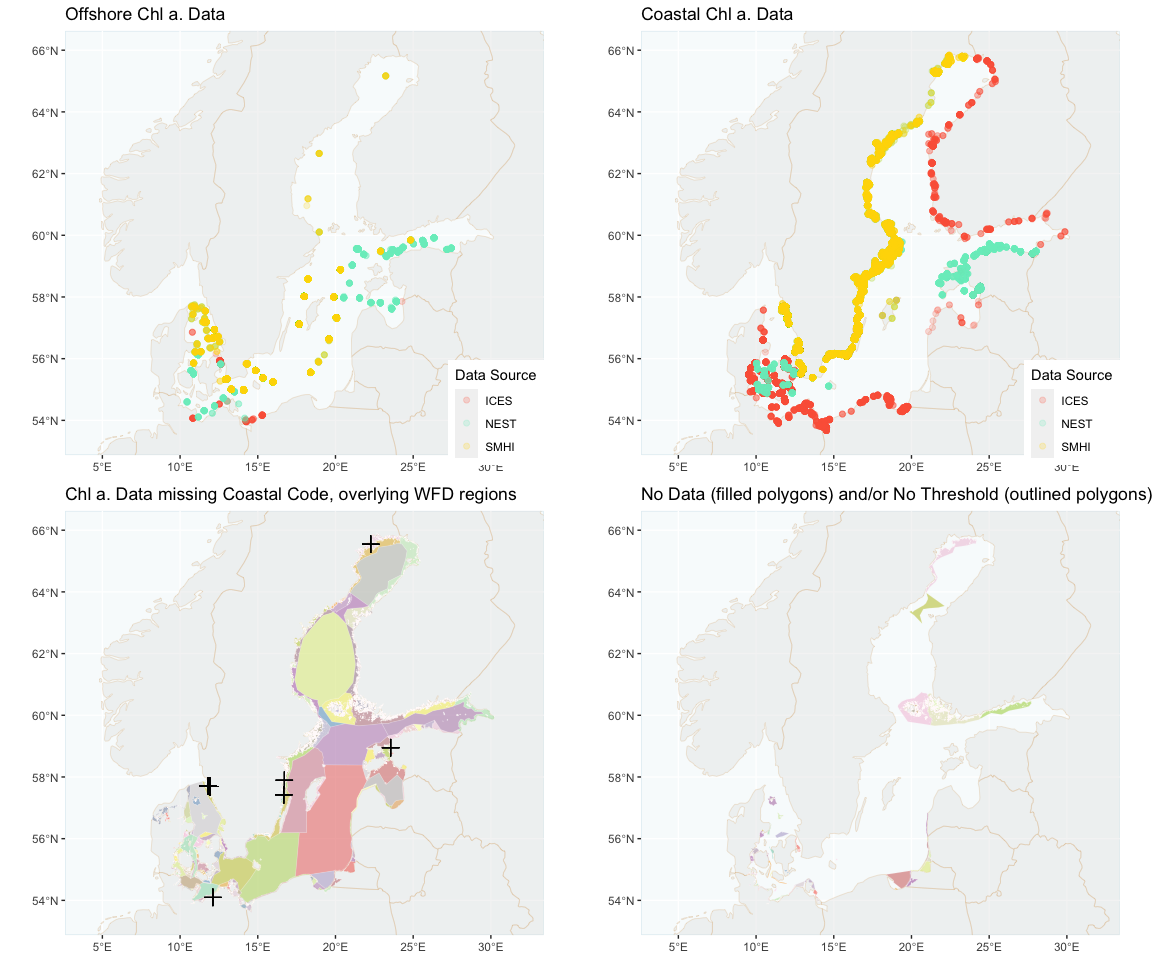 Offshore Chl a. Data
66°N
64°N
62°N
60°N
58°N
56°N
54°N
5°E
10°E
15°E
20°E
25°E
30°E
Data Source
ICES
NEST
SMHI
Coastal Chl a. Data
66°N
64°N
62°N
60°N
58°N
56°N
54°N
5°E
10°E
15°E
20°E
25°E
30°E
Data Source
ICES
NEST
SMHI
Chl a. Data missing Coastal Code, overlying WFD regions
66°N
64°N
62°N
60°N
58°N
56°N
54°N
5°E
10°E
15°E
20°E
25°E
30°E
No Data (filled polygons) and/or No Threshold (outlined polygons)
66°N
64°N
62°N
60°N
58°N
56°N
54°N
5°E
10°E
15°E
20°E
25°E
30°E